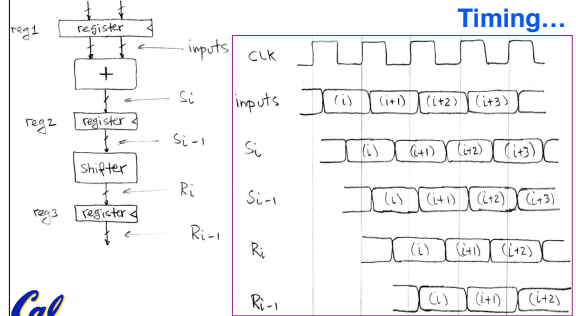 Timing…
reg1 register
inputs
+
Si
reg2 register
Si-1
Shifter
Ri
reg3 register
Ri-1
CLK
inputs (i) (i+1) (i+2) (i+3)
Si (i) (i+1) (i+2) (i+3)
Si-1 (i) (i+1) (i+2) (i+3)
Ri (i) (i+1) (i+2)
Ri-1 (i) (i+1) (i+2)
Cal